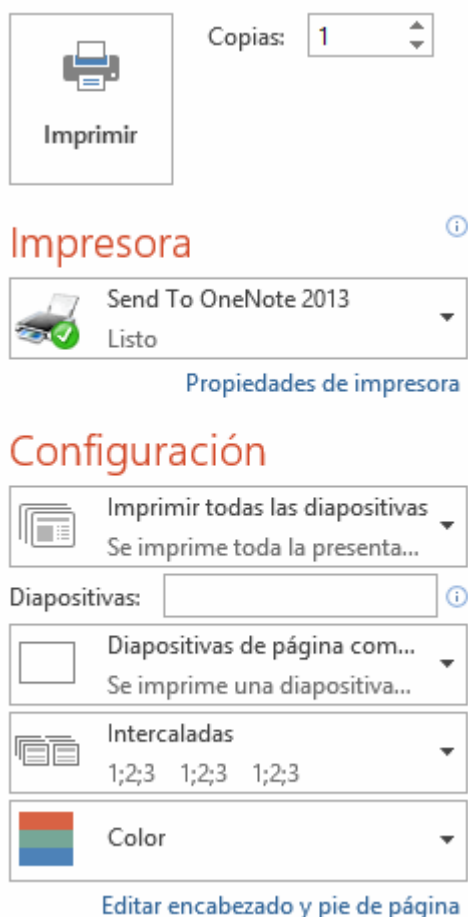 Copias: 1
Imprimir
Impresora
Send To OneNote 2013
Listo
Propiedades de impresora
Configuración
Imprimir todas las diapositivas
Se imprime toda la presenta...
Diapositivas:
Diapositivas de página com...
Se imprime una diapositiva...
Intercaladas
1;2;3 1;2;3 1;2;3
Color
Editar encabezado y pie de página